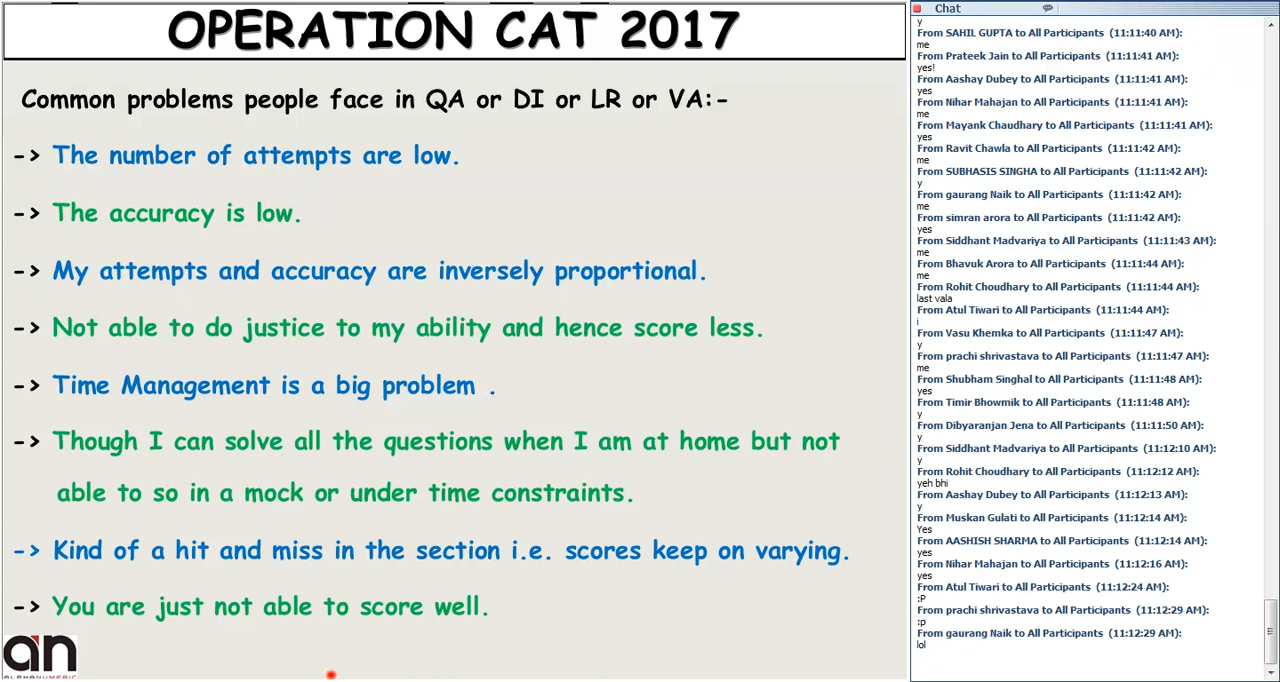 OPERATION CAT 2017
Common problems people face in QA or DI or LR or VA:-
-> The number of attempts are low.
-> The accuracy is low.
-> My attempts and accuracy are inversely proportional.
-> Not able to do justice to my ability and hence score less.
-> Time Management is a big problem .
-> Though I can solve all the questions when I am at home but not
able to so in a mock or under time constraints.
-> Kind of a hit and miss in the section i.e. scores keep on varying.
-> You are just not able to score well.
an
ALPHANUMERIC
Chat
y
From SAHIL GUPTA to All Participants (11:11:40 AM):
me
From Prateek Jain to All Participants (11:11:41 AM):
yes!
From Aashay Dubey to All Participants (11:11:41 AM):
yes
From Nihar Mahajan to All Participants (11:11:41 AM):
me
From Mayank Chaudhary to All Participants (11:11:41 AM):
yes
From Ravit Chawla to All Participants (11:11:42 AM):
me
From SUBHASIS SINGHA to All Participants (11:11:42 AM):
y
From gaurang Naik to All Participants (11:11:42 AM):
me
From simran arora to All Participants (11:11:42 AM):
yes
From Siddhant Madvariya to All Participants (11:11:43 AM):
me
From Bhavuk Arora to All Participants (11:11:44 AM):
me
From Rohit Choudhary to All Participants (11:11:44 AM):
last vala
From Atul Tiwari to All Participants (11:11:44 AM):
i
From Vasu Khemka to All Participants (11:11:47 AM):
y
From prachi shrivastava to All Participants (11:11:47 AM):
me
From Shubham Singhal to All Participants (11:11:48 AM):
yes
From Timir Bhowmik to All Participants (11:11:48 AM):
y
From Dibyaranjan Jena to All Participants (11:11:50 AM):
y
From Siddhant Madvariya to All Participants (11:12:10 AM):
y
From Rohit Choudhary to All Participants (11:12:12 AM):
yeh bhi
From Aashay Dubey to All Participants (11:12:13 AM):
y
From Muskan Gulati to All Participants (11:12:14 AM):
Yes
From AASHISH SHARMA to All Participants (11:12:14 AM):
yes
From Nihar Mahajan to All Participants (11:12:16 AM):
yes
From Atul Tiwari to All Participants (11:12:24 AM):
:P
From prachi shrivastava to All Participants (11:12:29 AM):
:p
From gaurang Naik to All Participants (11:12:29 AM):
lol